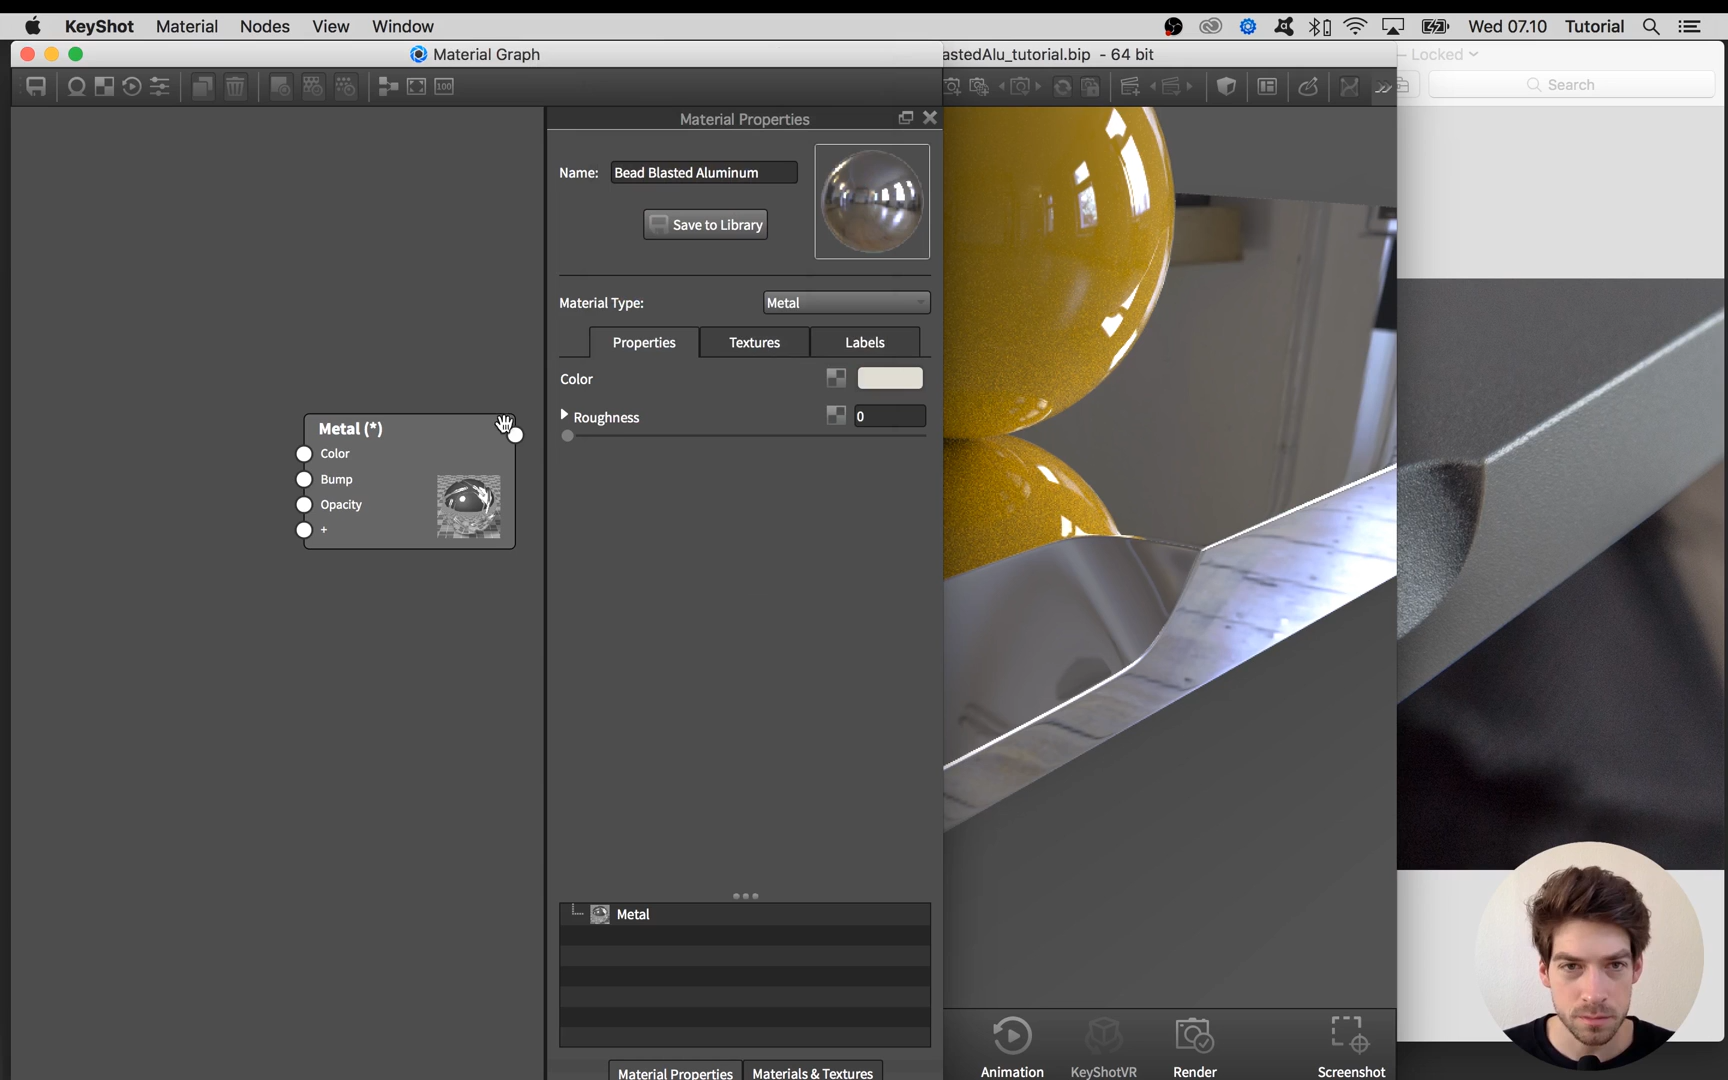 KeyShot Material Nodes View Window Wed 07.10 Tutorial
Material Graph
astedAlu_tutorial.bip - 64 bit
— Locked
100
Search
Material Properties
Name: Bead Blasted Aluminum
Save to Library
Material Type: Metal
Properties Textures Labels
Color
Roughness 0
Metal (*)
Color
Bump
Opacity
+
Metal
Animation KeyShotVR Render Screenshot
Material Properties Materials & Textures